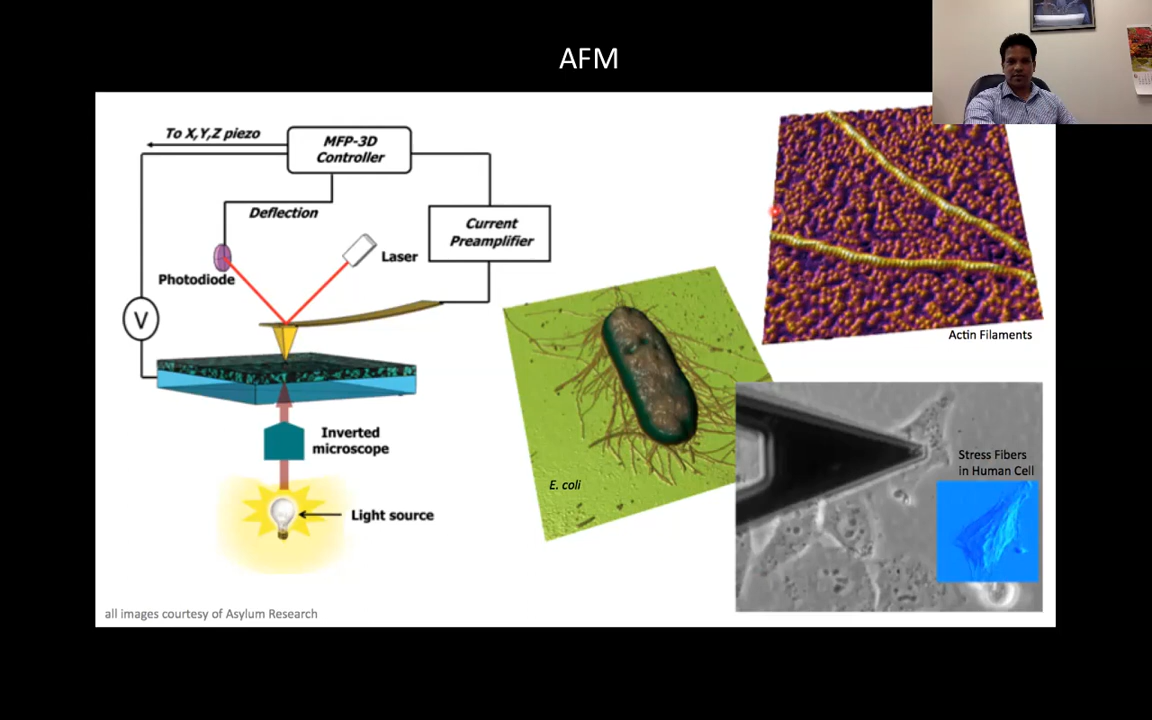 AFM
To X,Y,Z piezo
MFP-3D
Controller
Deflection
Current
Preamplifier
Laser
Photodiode
V
Inverted
microscope
Light source
E. coli
Actin Filaments
Stress Fibers
in Human Cell
all images courtesy of Asylum Research